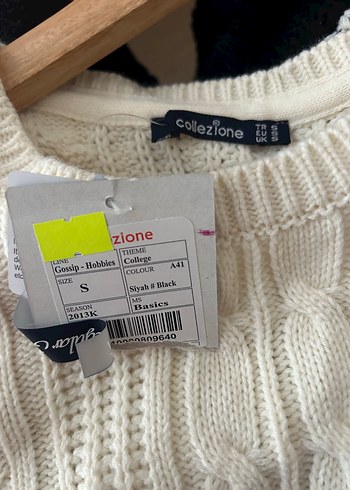 collezione
TR S
EU S
UK S
zione
LINE
Gossip - Hobbies
THEME
College
SIZE
S
COLOUR A41
Siyah # Black
SEASON
2013K
MS
Basics